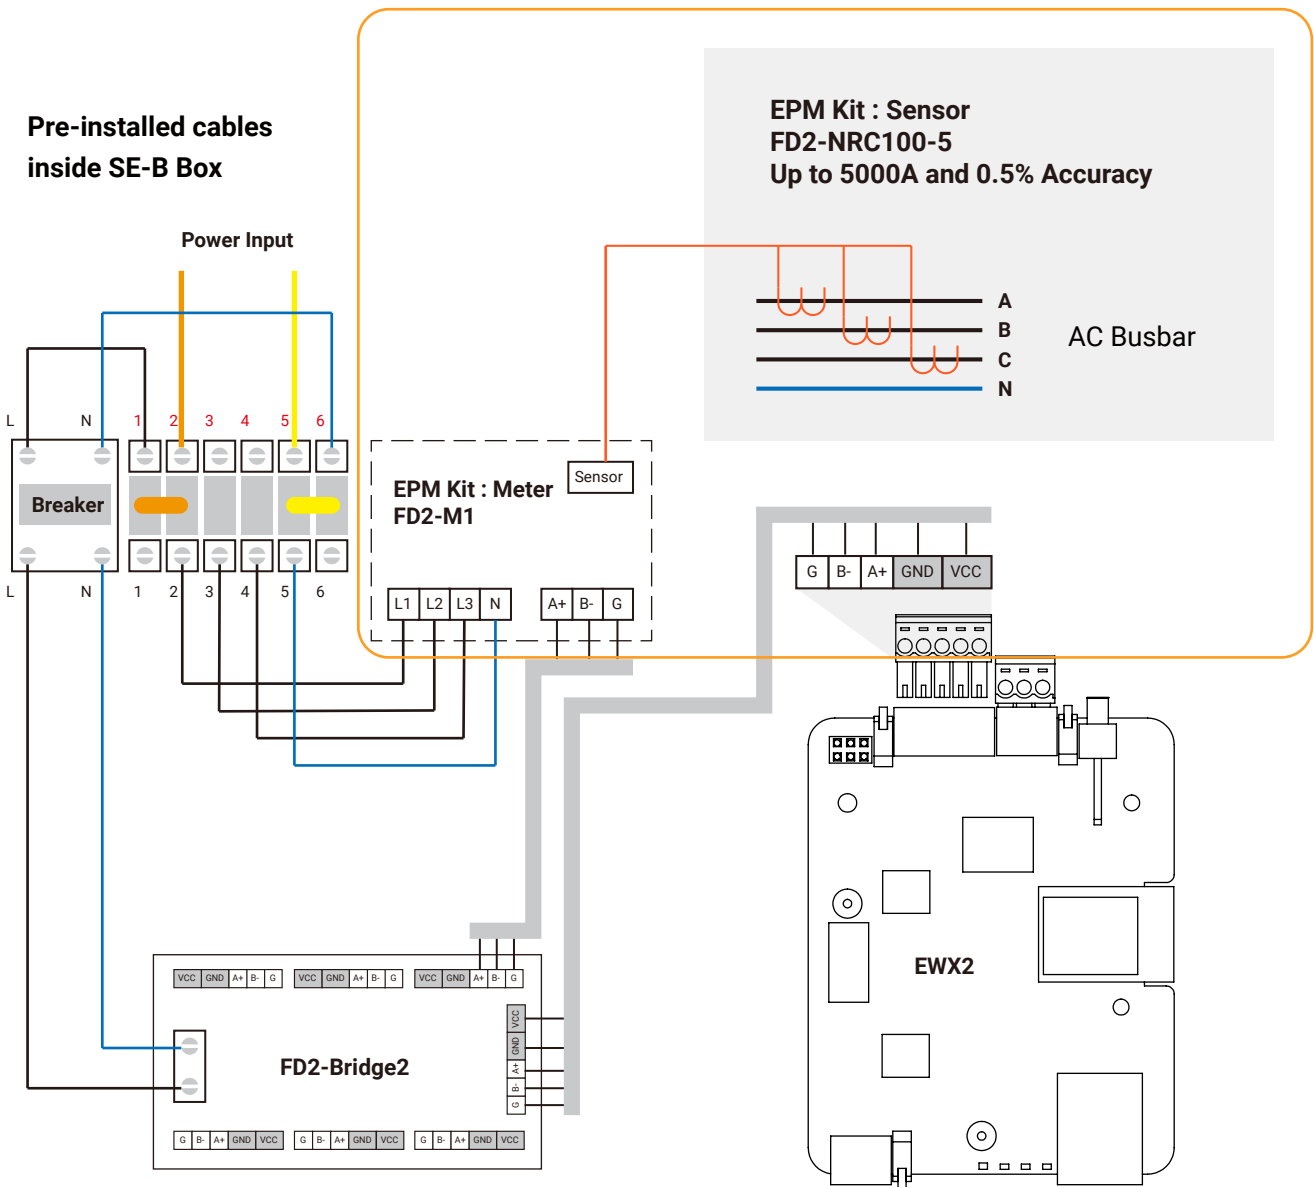 Pre-installed cables
inside SE-B Box
EPM Kit : Sensor
FD2-NRC100-5
Up to 5000A and 0.5% Accuracy
Power Input
A
B
C
N
AC Busbar
L N 1 2 3 4 5 6
Breaker
L N 1 2 3 4 5 6
Sensor
EPM Kit : Meter
FD2-M1
L1 L2 L3 N A+ B- G
G B- A+ GND VCC
EWX2
VCC GND A+ B- G VCC GND A+ B- G VCC GND A+ B- G
VCC
GND
A+
B-
G
FD2-Bridge2
G B- A+ GND VCC G B- A+ GND VCC G B- A+ GND VCC